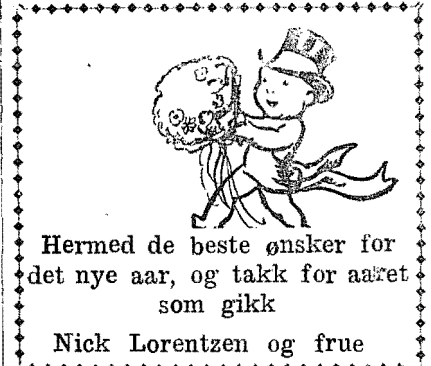 Hermed de beste ønsker for
det nye aar, og takk for aaret
som gikk
Nick Lorentzen og frue